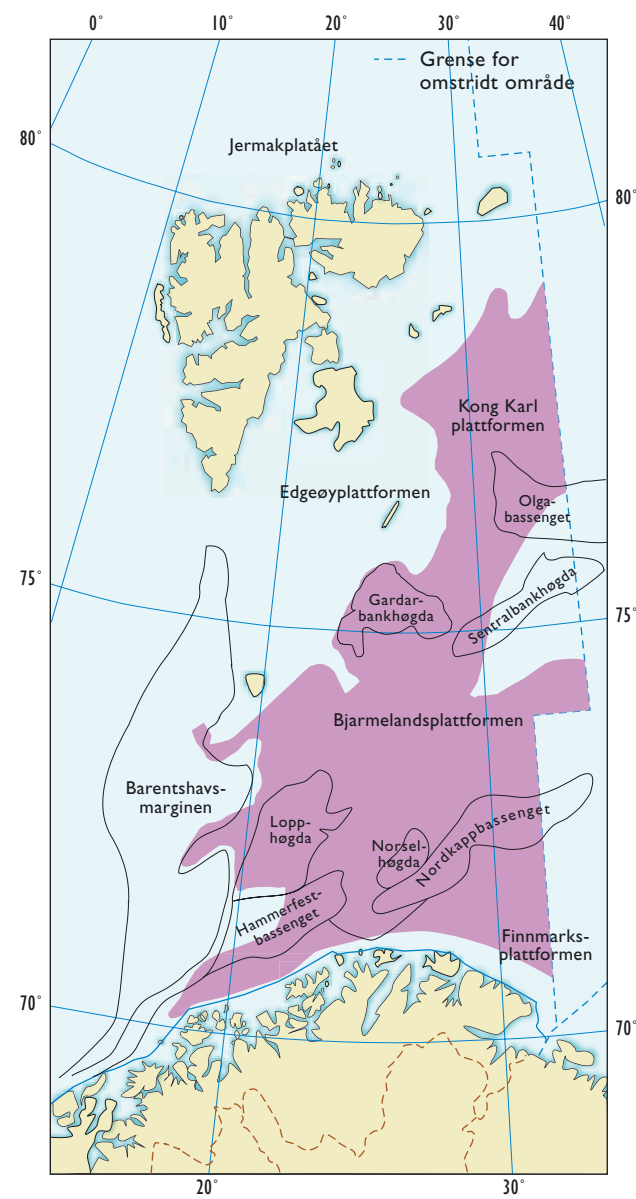 0°
10°
20°
30°
40°
Grense for
omstridt område
80°
Jermakplatået
80°
Kong Karl
plattformen
Edgeøyplattformen
Olga-
bassenget
75°
Gardar-
bankhøgda
Sentralbankhøgda
75°
Bjarmelandsplattformen
Barentshavs-
marginen
Lopp-
høgda
Norsel-
høgda
Nordkappbassenget
Hammerfest-
bassenget
Finnmarks-
plattformen
70°
70°
20°
30°